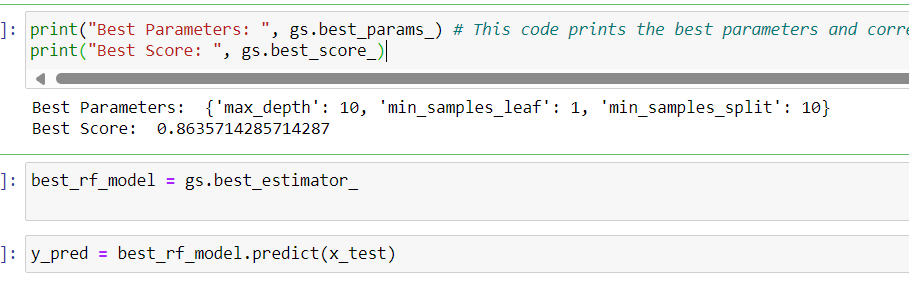 ]: print("Best Parameters: ", gs.best_params_) # This code prints the best parameters and
print("Best Score: ", gs.best_score_)
Best Parameters:  {'max_depth': 10, 'min_samples_leaf': 1, 'min_samples_split': 10}
Best Score:  0.8635714285714287
]: best_rf_model = gs.best_estimator_
]: y_pred = best_rf_model.predict(x_test)